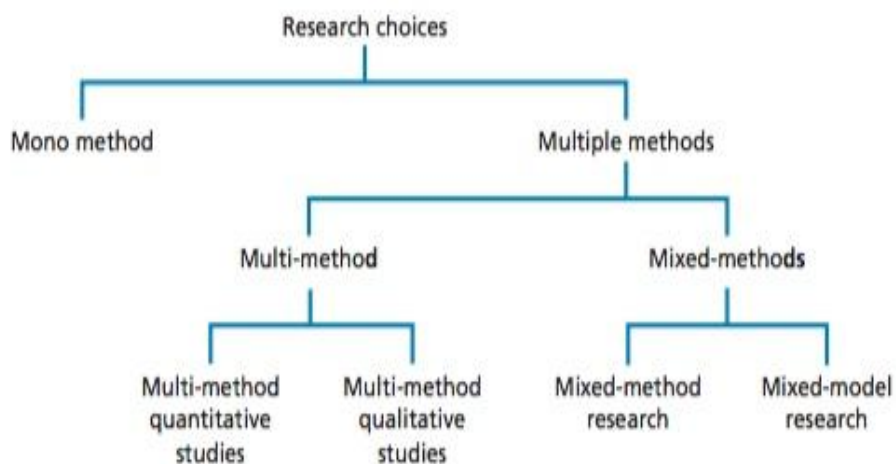 Research choices
Mono method
Multiple methods
Multi-method
Mixed-methods
Multi-method
quantitative
studies
Multi-method
qualitative
studies
Mixed-method
research
Mixed-model
research